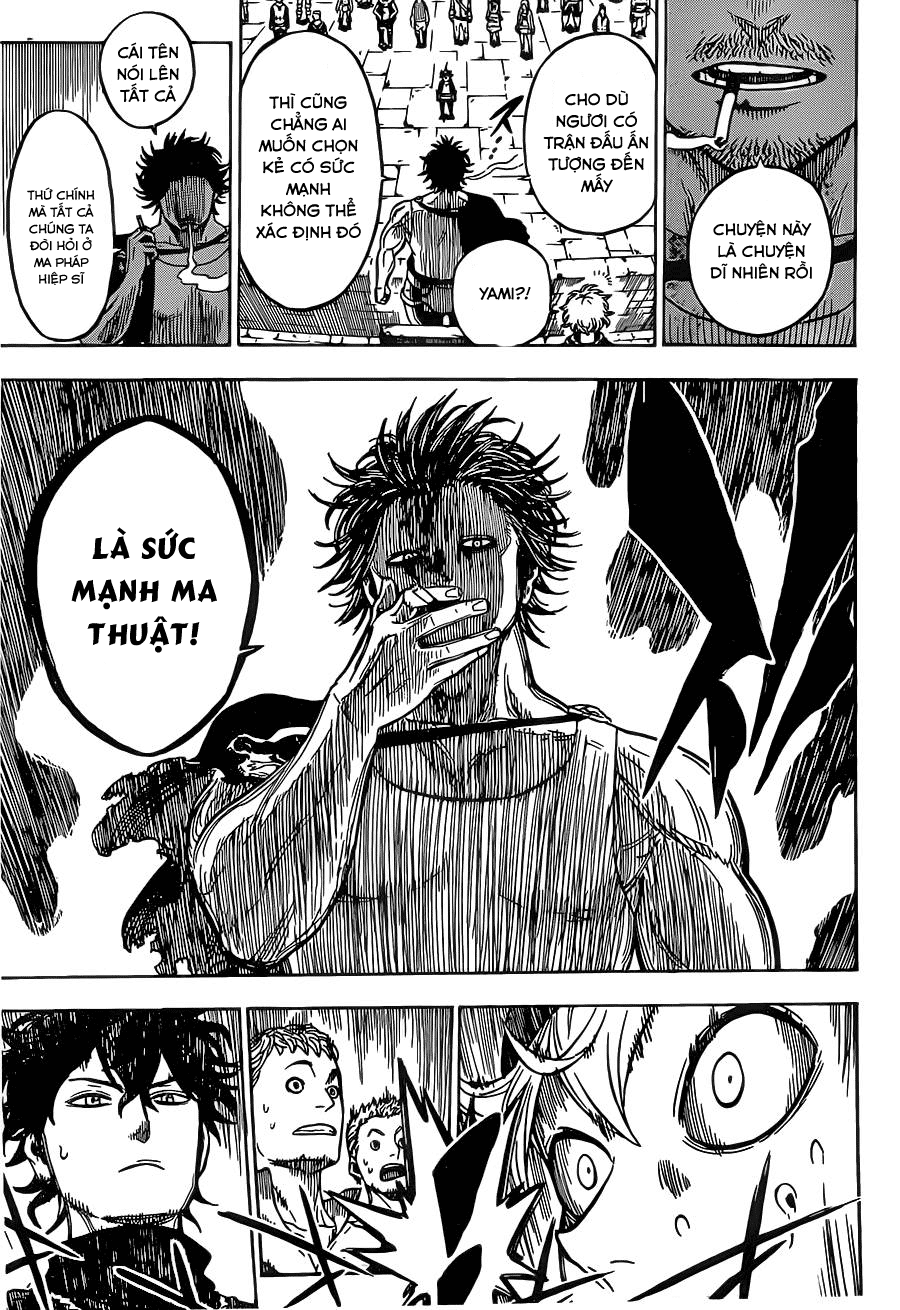 CHUYỆN NÀY
LÀ CHUYỆN
DĨ NHIÊN RỒI
CHO DÙ
NGƯƠI CÓ
TRẬN ĐẤU ẤN
TƯỢNG ĐẾN
MẤY
YAMI?!
THÌ CŨNG
CHẲNG AI
MUỐN CHỌN
KẺ CÓ SỨC
MẠNH
KHÔNG THỂ
XÁC ĐỊNH ĐÓ
CÁI TÊN
NÓI LÊN
TẤT CẢ
THỨ CHÍNH
MÀ TẤT CẢ
CHÚNG TA
ĐÒI HỎI Ở
MA PHÁP
HIỆP SĨ
LÀ SỨC
MẠNH MA
THUẬT!